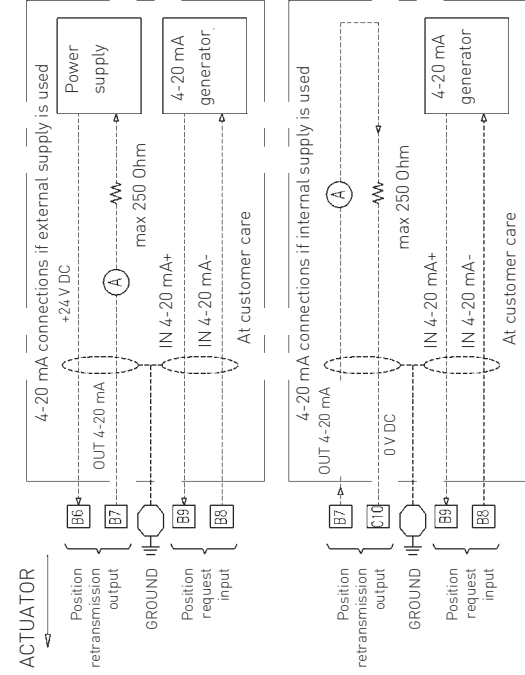 ACTUATOR
4-20 mA connections if external supply is used
Position
retransmission
output
B6
B7
+24 V DC
OUT 4-20 mA
A
max 250 Ohm
Power
supply
GROUND
Position
request
input
B9
B8
IN 4-20 mA+
IN 4-20 mA-
At customer care
4-20 mA
generator
4-20 mA connections if internal supply is used
Position
retransmission
output
B7
C10
OUT 4-20 mA
0 V DC
A
max 250 Ohm
GROUND
Position
request
input
B9
B8
IN 4-20 mA+
IN 4-20 mA-
At customer care
4-20 mA
generator